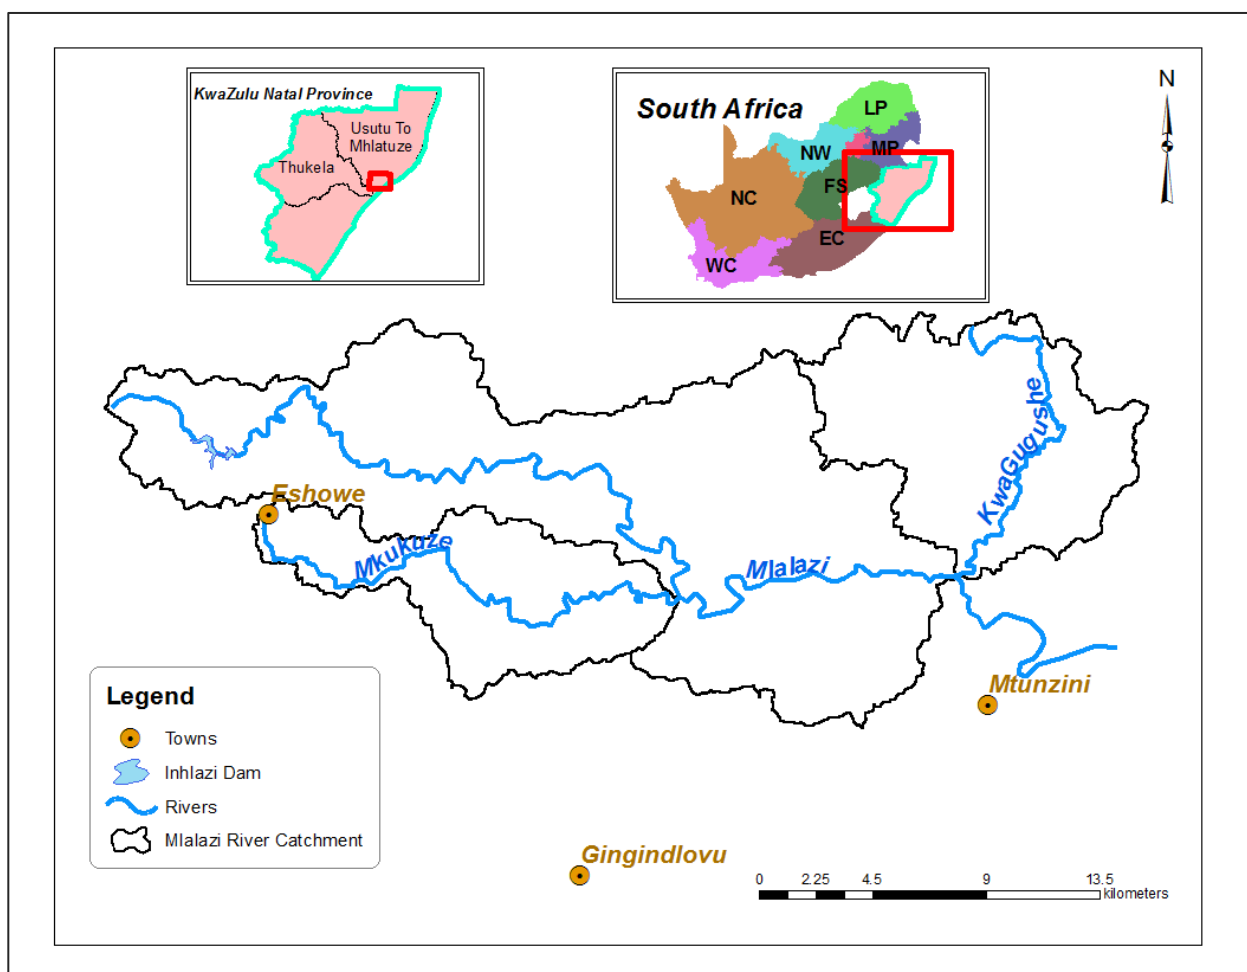 KwaZulu Natal Province
Usutu To
Mhlatuze
Thukela
South Africa
LP
NW
MP
FS
NC
EC
WC
N
KwaGugushe
Eshowe
Mkukuze
Mlalazi
Mtunzini
Gingindlovu
Legend
Towns
Inhlazi Dam
Rivers
Mlalazi River Catchment
0 2.25 4.5 9 13.5
kilometers